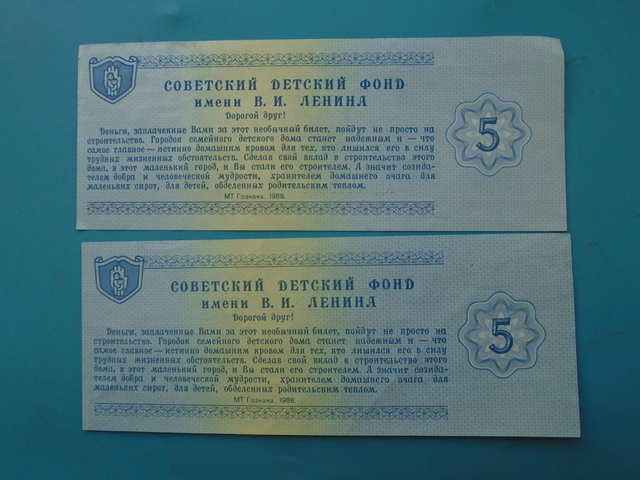 СОВЕТСКИЙ ДЕТСКИЙ ФОНД
имени В. И. ЛЕНИНА
Дорогой друг!
Деньги, заплаченные Вами за этот необычный билет, пойдут не просто на
строительство. Городок семейного детского дома станет надежным и — что
самое главное — истинно домашним кровом для тех, кто лишился его в силу
трудных жизненных обстоятельств. Сделав свой вклад в строительство этого
дома, в этот маленький город, и Вы стали его строителем. А значит созида-
телем добра и человеческой мудрости, хранителем домашнего очага для
маленьких сирот, для детей, обделенных родительским теплом.
МТ Гознака. 1988.
5
СОВЕТСКИЙ ДЕТСКИЙ ФОНД
имени В. И. ЛЕНИНА
Дорогой друг!
Деньги, заплаченные Вами за этот необычный билет, пойдут не просто на
строительство. Городок семейного детского дома станет надежным и — что
самое главное — истинно домашним кровом для тех, кто лишился его в силу
трудных жизненных обстоятельств. Сделав свой вклад в строительство этого
дома, в этот маленький город, и Вы стали его строителем. А значит созида-
телем добра и человеческой мудрости, хранителем домашнего очага для
маленьких сирот, для детей, обделенных родительским теплом.
МТ Гознака. 1988.
5